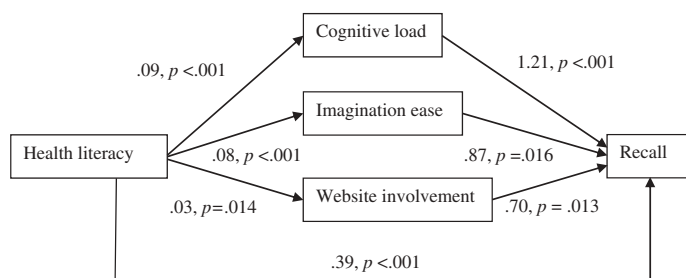 Cognitive load
.09, p <.001
1.21, p <.001
Imagination ease
Health literacy
.08, p <.001
.87, p =.016
Recall
Website involvement
.03, p=.014
.70, p = .013
.39, p <.001